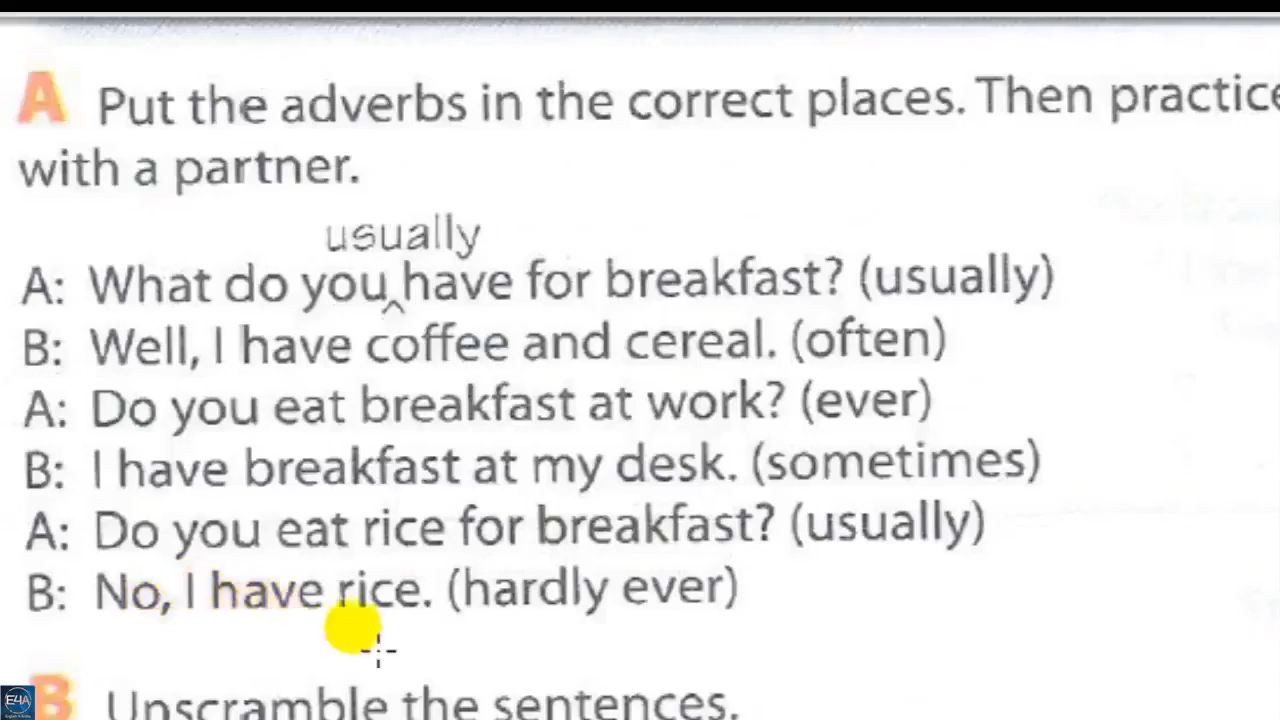 A Put the adverbs in the correct places. Then practice
with a partner.
usually
A: What do you ^ have for breakfast? (usually)
B: Well, I have coffee and cereal. (often)
A: Do you eat breakfast at work? (ever)
B: I have breakfast at my desk. (sometimes)
A: Do you eat rice for breakfast? (usually)
B: No, I have rice. (hardly ever)
B Unscramble the sentences.
E4A